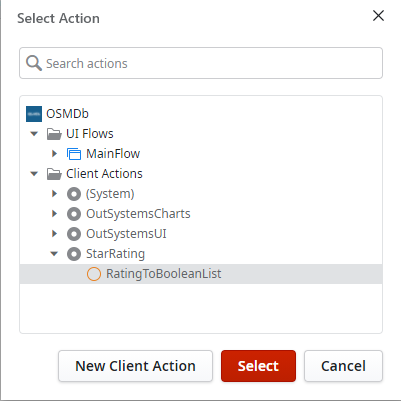 Select Action
Search actions
OSMDb
UI Flows
MainFlow
Client Actions
(System)
OutSystemsCharts
OutSystemsUI
StarRating
RatingToBooleanList
New Client Action
Select
Cancel